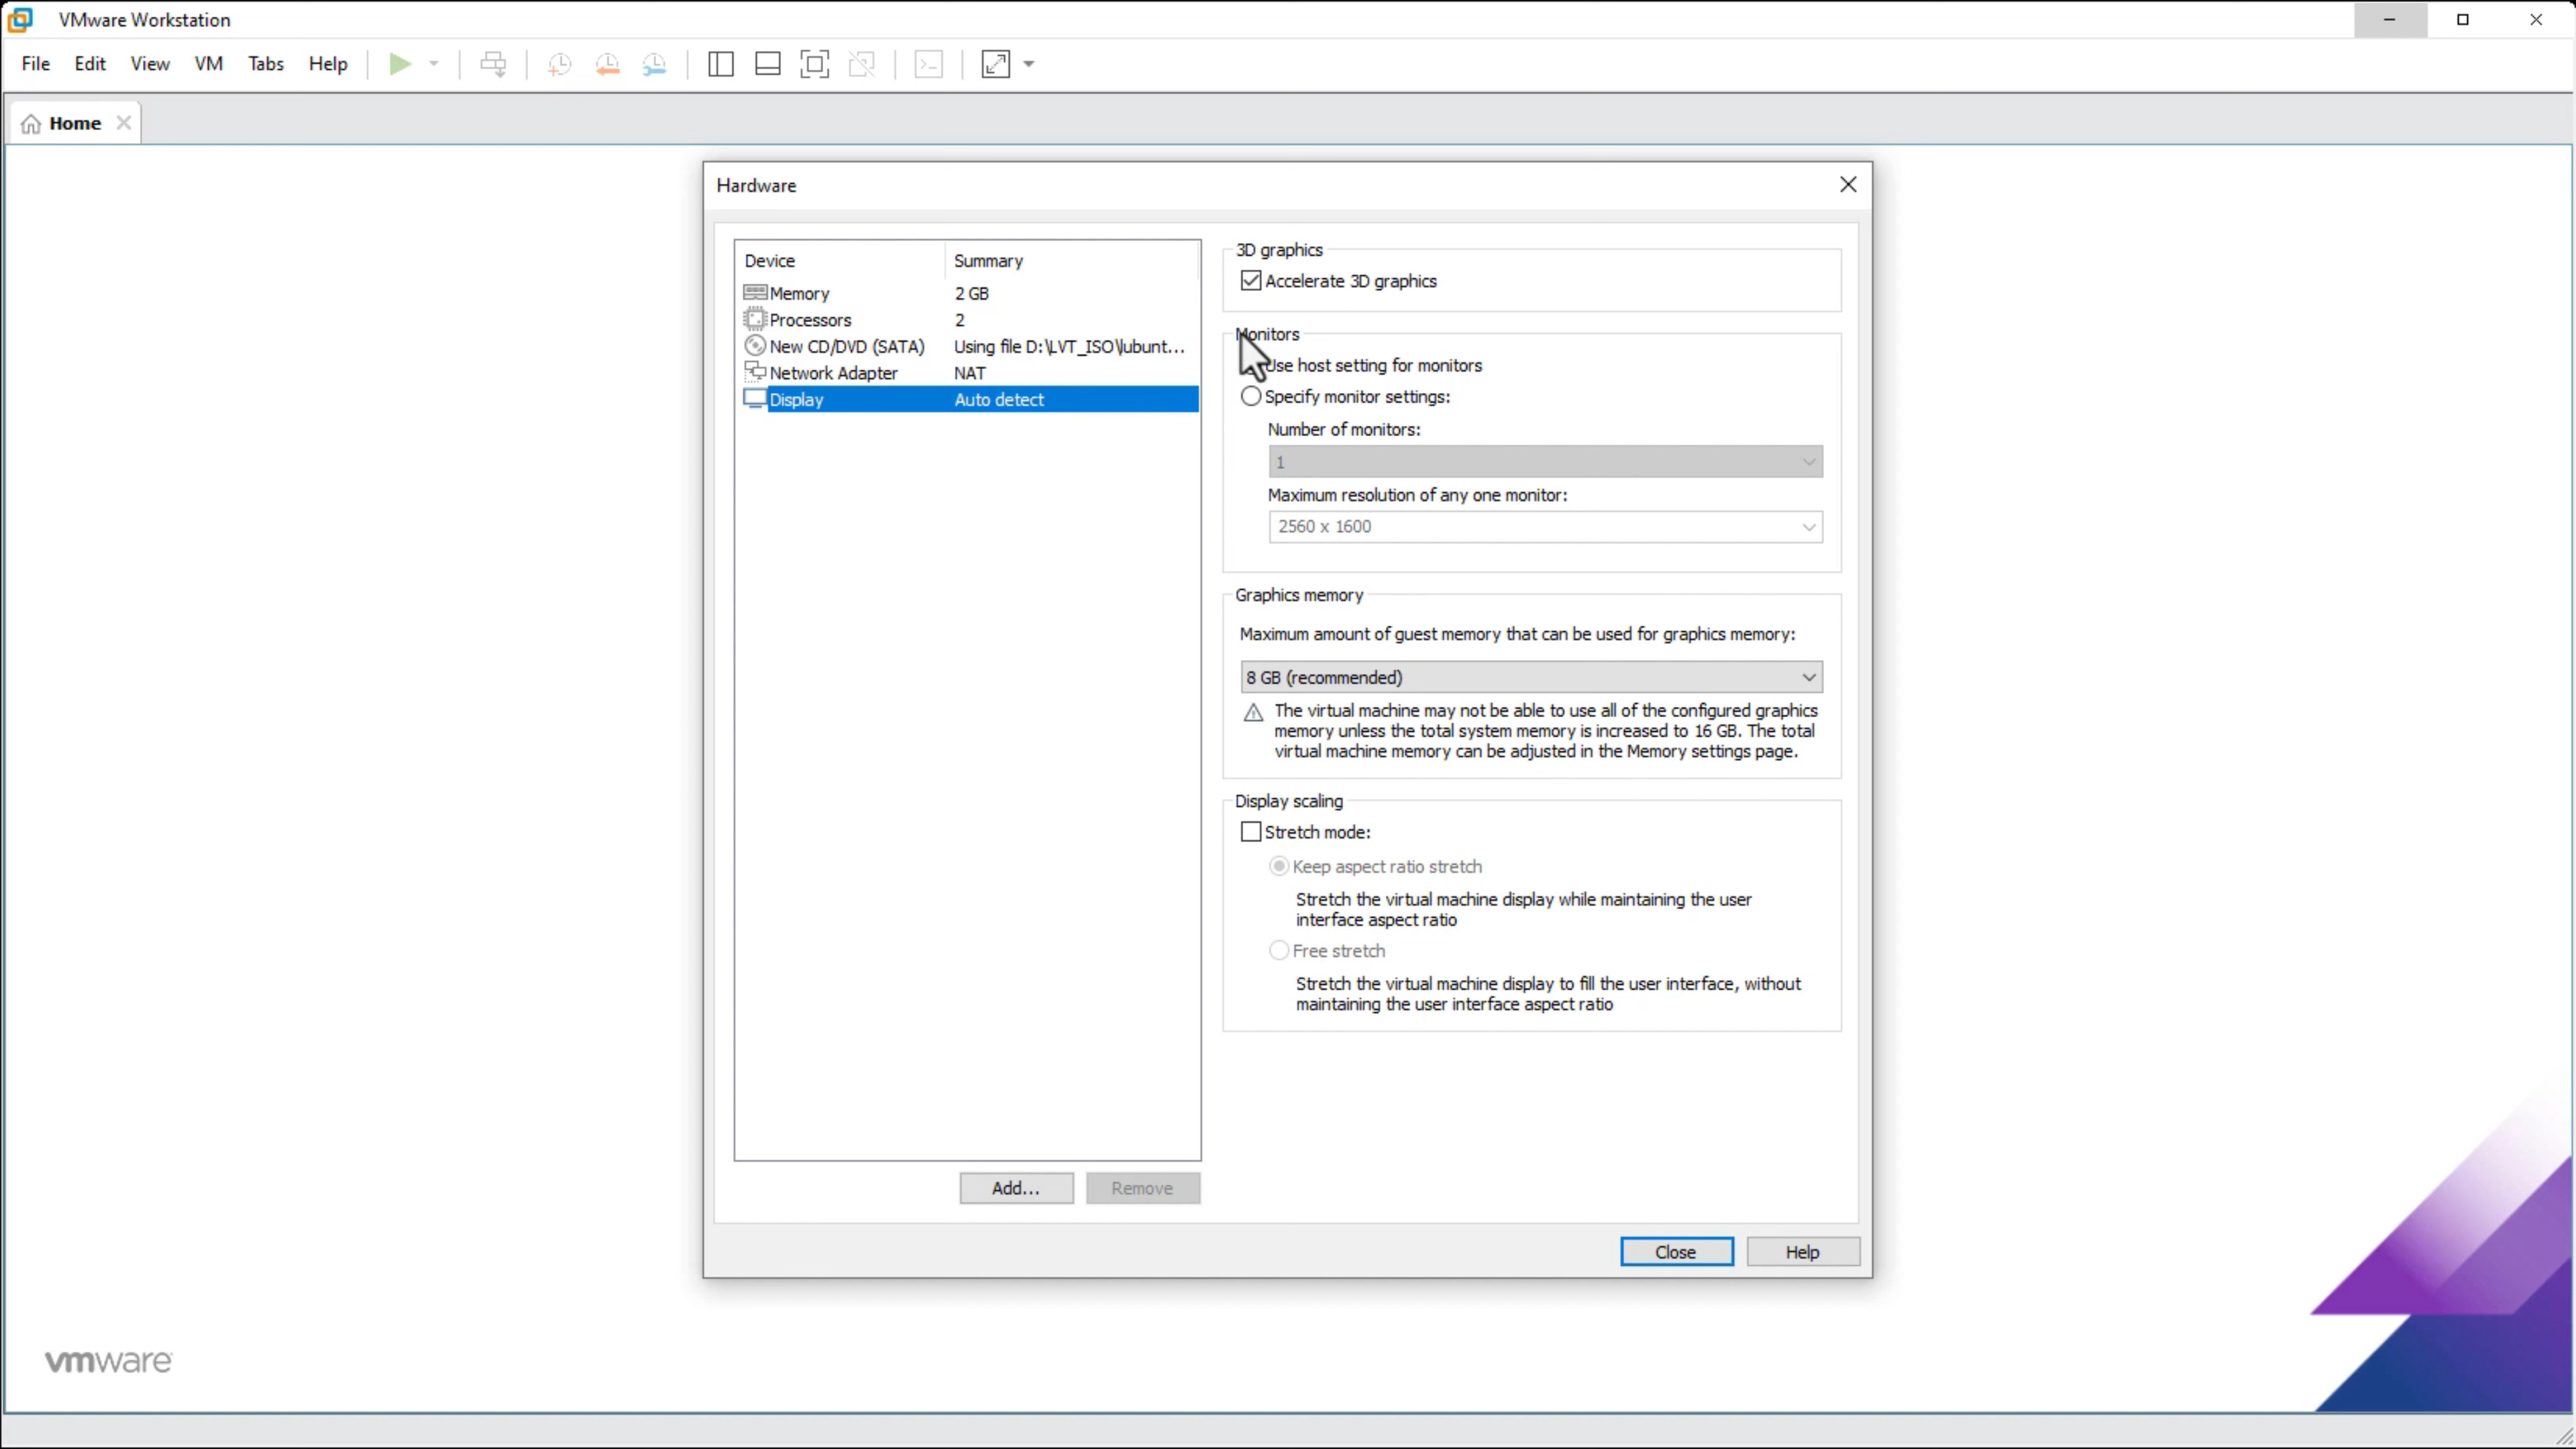 VMware Workstation
File Edit View VM Tabs Help
Home
Hardware
Device Summary
Memory 2 GB
Processors 2
New CD/DVD (SATA) Using file D:\LVT_ISO\lubunt...
Network Adapter NAT
Display Auto detect
Add...
Remove
3D graphics
Accelerate 3D graphics
Monitors
Use host setting for monitors
Specify monitor settings:
Number of monitors:
1
Maximum resolution of any one monitor:
2560 x 1600
Graphics memory
Maximum amount of guest memory that can be used for graphics memory:
8 GB (recommended)
The virtual machine may not be able to use all of the configured graphics
memory unless the total system memory is increased to 16 GB. The total
virtual machine memory can be adjusted in the Memory settings page.
Display scaling
Stretch mode:
Keep aspect ratio stretch
Stretch the virtual machine display while maintaining the user
interface aspect ratio
Free stretch
Stretch the virtual machine display to fill the user interface, without
maintaining the user interface aspect ratio
Close
Help
vmware